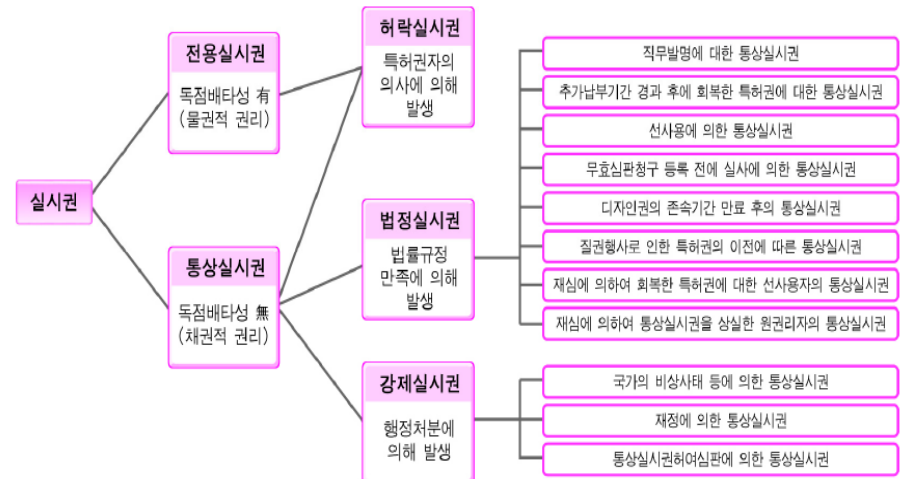 실시권
전용실시권
독점배타성 有
(물권적 권리)
통상실시권
독점배타성 無
(채권적 권리)
허락실시권
특허권자의
의사에 의해
발생
법정실시권
법률규정
만족에 의해
발생
강제실시권
행정처분에
의해 발생
직무발명에 대한 통상실시권
추가납부기간 경과 후에 회복한 특허권에 대한 통상실시권
선사용에 의한 통상실시권
무효심판청구 등록 전에 실사에 의한 통상실시권
디자인권의 존속기간 만료 후의 통상실시권
질권행사로 인한 특허권의 이전에 따른 통상실시권
재심에 의하여 회복한 특허권에 대한 선사용자의 통상실시권
재심에 의하여 통상실시권을 상실한 원권리자의 통상실시권
국가의 비상사태 등에 의한 통상실시권
재정에 의한 통상실시권
통상실시권허여심판에 의한 통상실시권